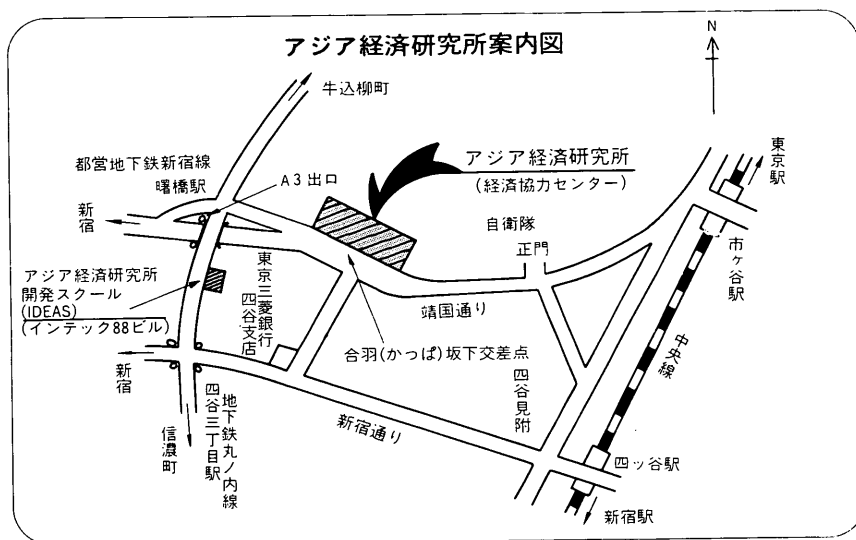 アジア経済研究所案内図
N
牛込柳町
都営地下鉄新宿線
曙橋駅
A3出口
アジア経済研究所
(経済協力センター)
東京駅
新宿
自衛隊
正門
市ヶ谷駅
アジア経済研究所
開発スクール
(IDEAS)
(インテック88ビル)
東京三菱銀行
四谷支店
靖国通り
中央線
合羽(かっぱ)坂下交差点
新宿
四谷見附
新宿通り
地下鉄丸ノ内線
四谷三丁目駅
信濃町
四ッ谷駅
新宿駅